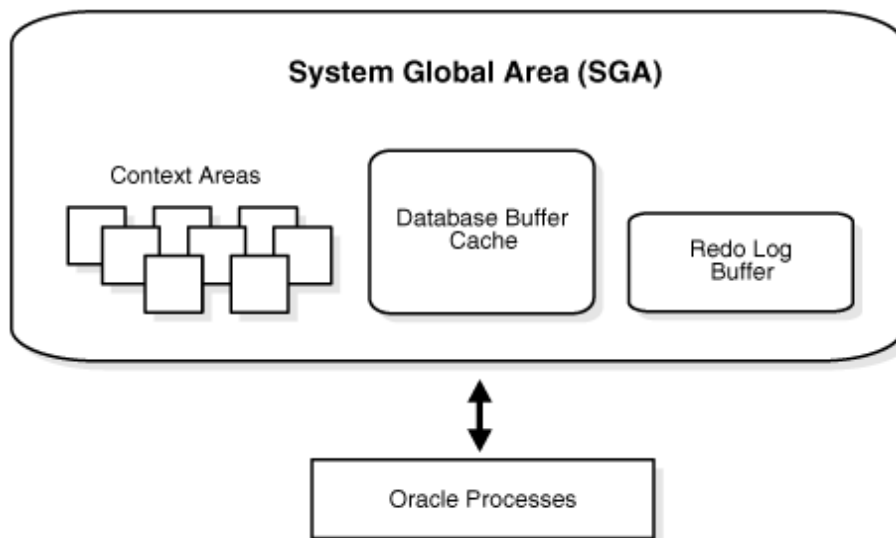 System Global Area (SGA)
Context Areas
Database Buffer
Cache
Redo Log
Buffer
Oracle Processes